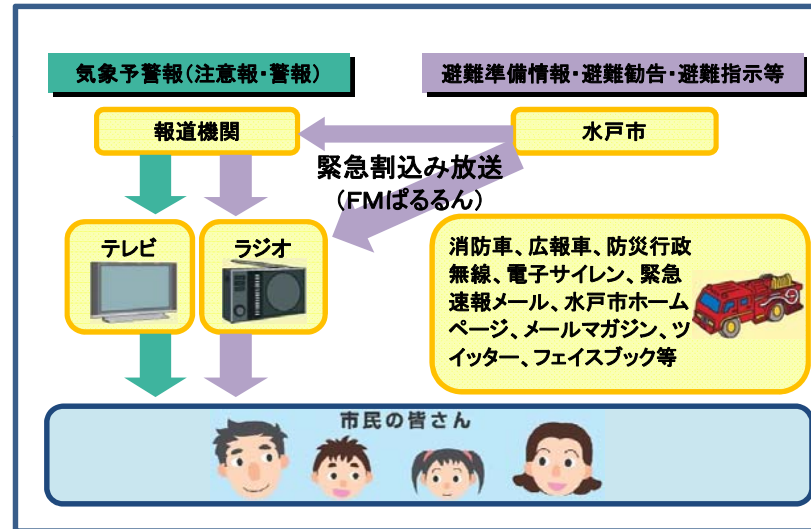 気象予警報(注意報・警報)
避難準備情報・避難勧告・避難指示等
報道機関
水戸市
緊急割込み放送
(FMぱるるん)
テレビ
ラジオ
消防車、広報車、防災行政
無線、電子サイレン、緊急
速報メール、水戸市ホーム
ページ、メールマガジン、ツ
イッター、フェイスブック等
市民の皆さん